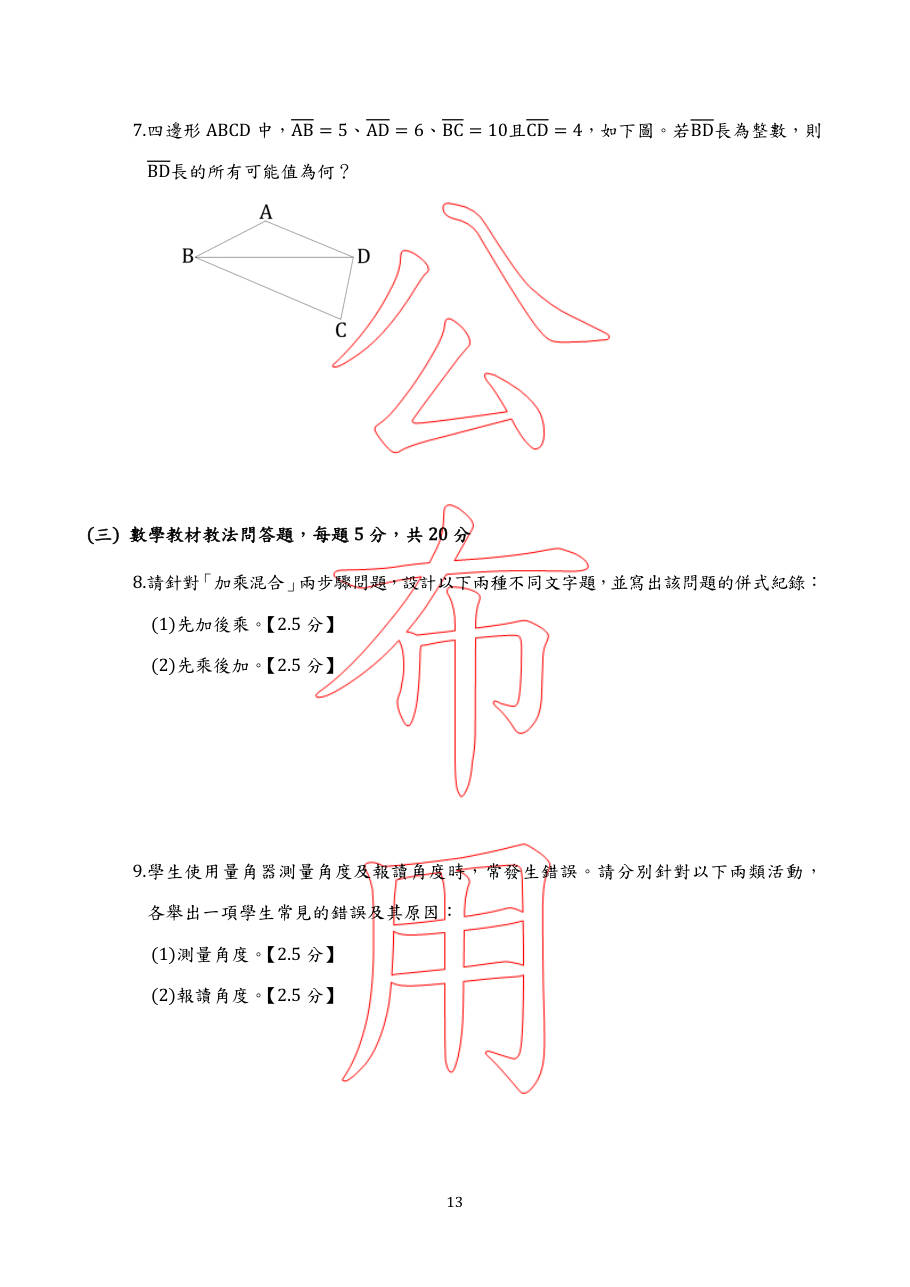 7.四邊形 ABCD 中，A̅B̅ = 5、A̅D̅ = 6、B̅C̅ = 10且C̅D̅ = 4，如下圖。若B̅D̅長為整數，則
B̅D̅長的所有可能值為何？
A
B
D
C
公
布
用
(三) 數學教材教法問答題，每題 5 分，共 20 分
8.請針對「加乘混合」兩步驟問題，設計以下兩種不同文字題，並寫出該問題的併式紀錄：
(1)先加後乘。【2.5 分】
(2)先乘後加。【2.5 分】
9.學生使用量角器測量角度及報讀角度時，常發生錯誤。請分別針對以下兩類活動，
各舉出一項學生常見的錯誤及其原因：
(1)測量角度。【2.5 分】
(2)報讀角度。【2.5 分】
13